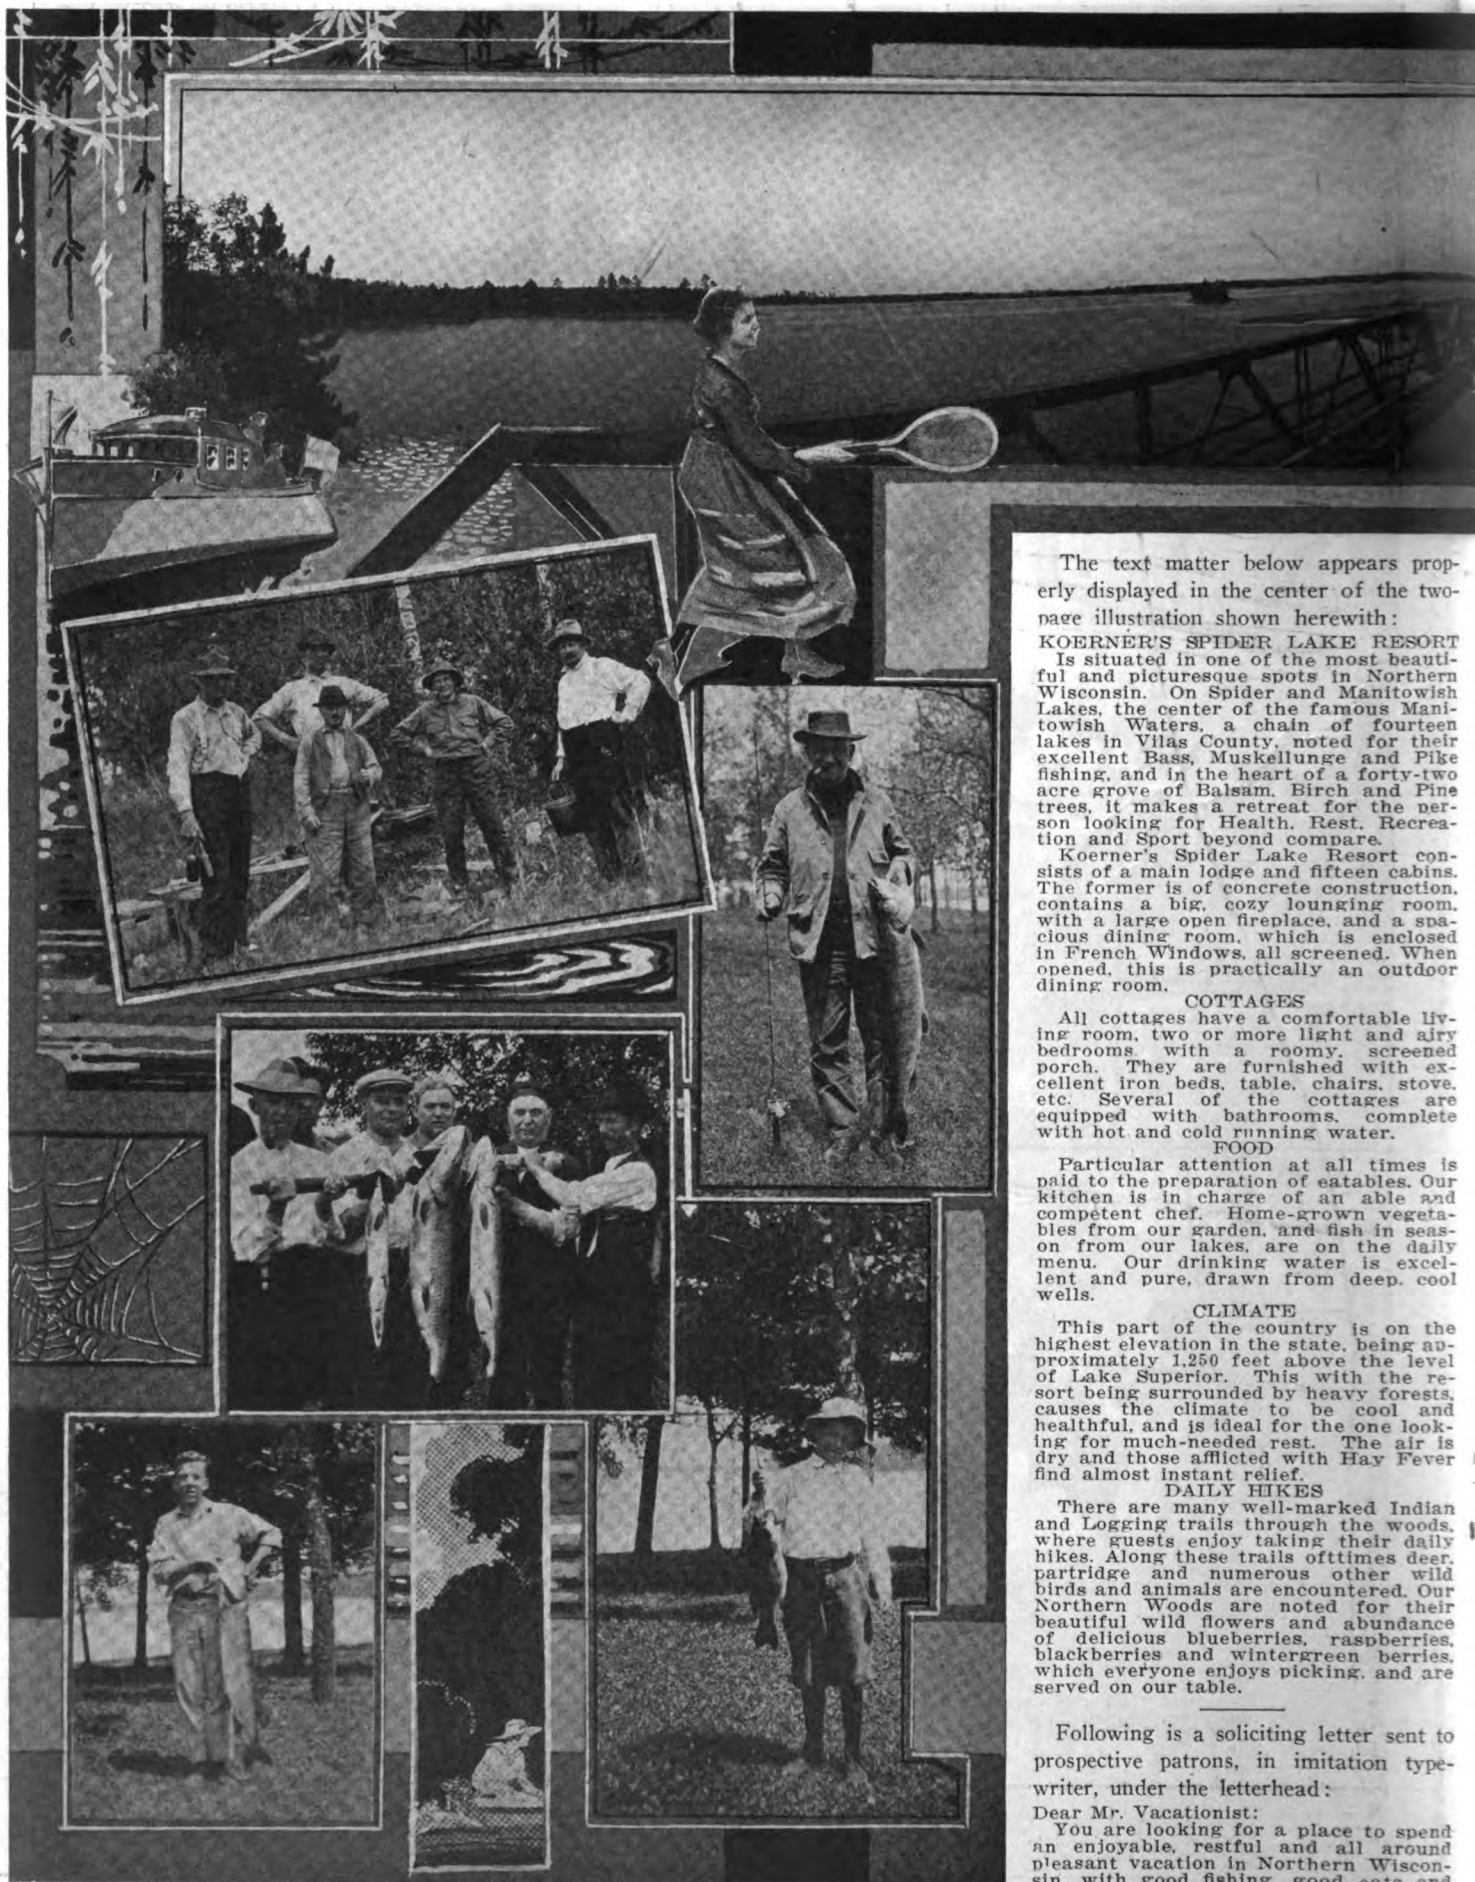 The text matter below appears prop-
erly displayed in the center of the two-
page illustration shown herewith:
KOERNER'S SPIDER LAKE RESORT
Is situated in one of the most beauti-
ful and picturesque spots in Northern
Wisconsin. On Spider and Manitowish
Lakes, the center of the famous Mani-
towish Waters, a chain of fourteen
lakes in Vilas County, noted for their
excellent Bass, Muskellunge and Pike
fishing, and in the heart of a forty-two
acre grove of Balsam, Birch and Pine
trees, it makes a retreat for the per-
son looking for Health, Rest, Recrea-
tion and Sport beyond compare.
Koerner's Spider Lake Resort con-
sists of a main lodge and fifteen cabins.
The former is of concrete construction,
contains a big, cozy lounging room,
with a large open fireplace, and a spa-
cious dining room, which is enclosed
in French Windows, all screened. When
opened, this is practically an outdoor
dining room.
COTTAGES
All cottages have a comfortable liv-
ing room, two or more light and airy
bedrooms with a roomy, screened
porch. They are furnished with ex-
cellent iron beds, table, chairs, stove,
etc. Several of the cottages are
equipped with bathrooms, complete
with hot and cold running water.
FOOD
Particular attention at all times is
paid to the preparation of eatables. Our
kitchen is in charge of an able and
competent chef. Home-grown vegeta-
bles from our garden, and fish in seas-
on from our lakes, are on the daily
menu. Our drinking water is excel-
lent and pure, drawn from deep, cool
wells.
CLIMATE
This part of the country is on the
highest elevation in the state, being ap-
proximately 1,250 feet above the level
of Lake Superior. This with the re-
sort being surrounded by heavy forests,
causes the climate to be cool and
healthful, and is ideal for the one look-
ing for much-needed rest. The air is
dry and those afflicted with Hay Fever
find almost instant relief.
DAILY HIKES
There are many well-marked Indian
and Logging trails through the woods,
where guests enjoy taking their daily
hikes. Along these trails ofttimes deer,
partridge and numerous other wild
birds and animals are encountered. Our
Northern Woods are noted for their
beautiful wild flowers and abundance
of delicious blueberries, raspberries,
blackberries and wintergreen berries,
which everyone enjoys picking, and are
served on our table.
Following is a soliciting letter sent to
prospective patrons, in imitation type-
writer, under the letterhead:
Dear Mr. Vacationist:
You are looking for a place to spend
an enjoyable, restful and all around
pleasant vacation in Northern Wiscon-
sin, with good fishing, good eats and